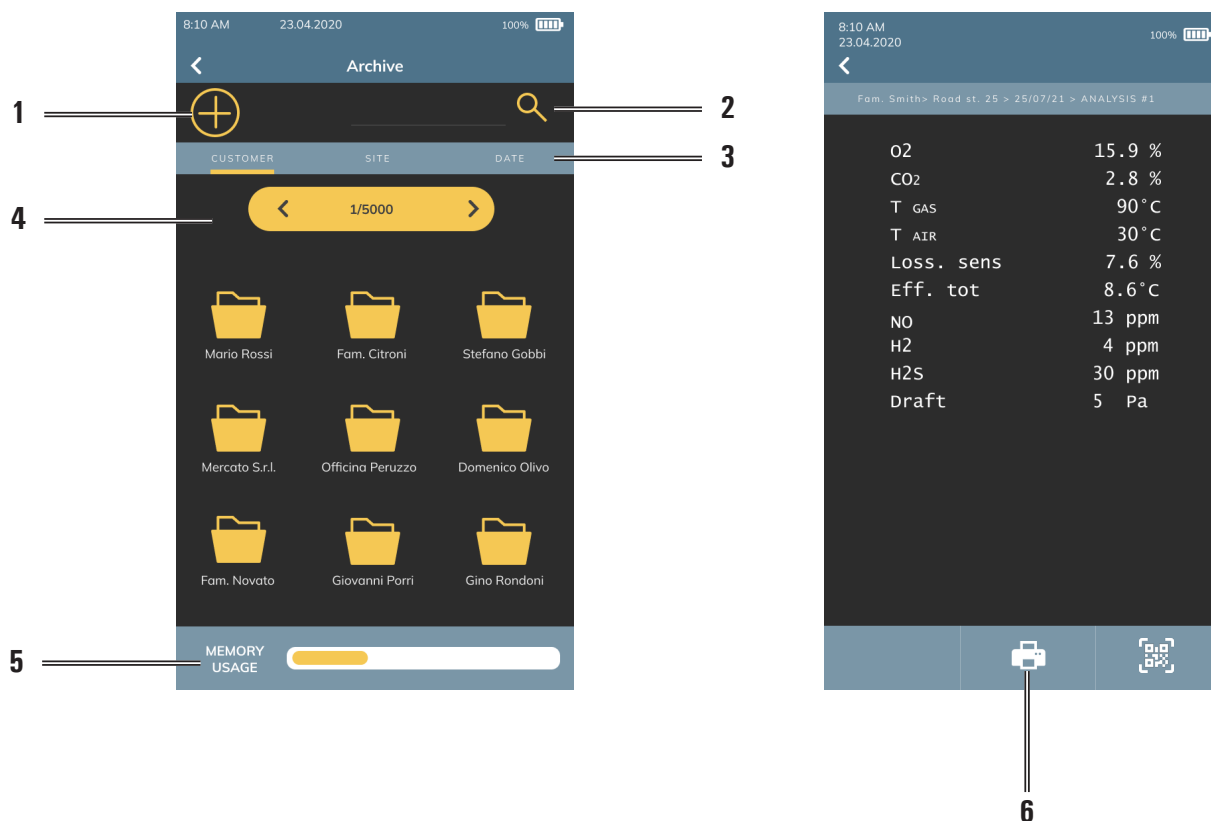 8:10 AM 23.04.2020 100%
Archive
1
2
CUSTOMER SITE DATE
3
4
1/5000
Mario Rossi Fam. Citroni Stefano Gobbi
Mercato S.r.l. Officina Peruzzo Domenico Olivo
Fam. Novato Giovanni Porri Gino Rondoni
5
MEMORY
USAGE
8:10 AM
23.04.2020
100%
Fam. Smith> Road st. 25 > 25/07/21 > ANALYSIS #1
O2 15.9 %
CO2 2.8 %
T GAS 90°C
T AIR 30°C
Loss. sens 7.6 %
Eff. tot 8.6°C
NO 13 ppm
H2 4 ppm
H2S 30 ppm
Draft 5 Pa
6